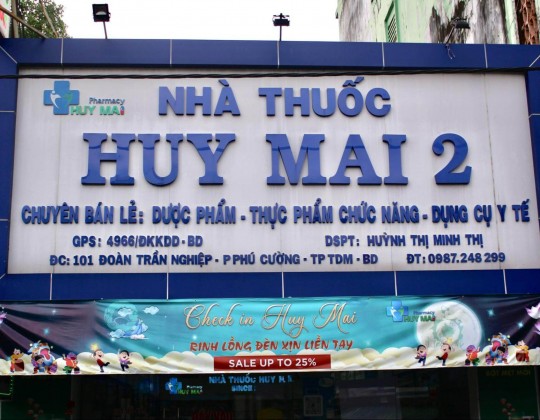 Pharmacy
HUY MAI
NHÀ THUỐC
HUY MAI 2
CHUYÊN BÁN LẺ: DƯỢC PHẨM - THỰC PHẨM CHỨC NĂNG - DỤNG CỤ Y TẾ
GPS: 4966/ĐKKDD-BD
DSPT: HUỲNH THỊ MINH THỊ
ĐC: 101 ĐOÀN TRẦN NGHIỆP - P PHÚ CƯỜNG - TP TDM - BD
ĐT: 0987.248 299
Check in Huy Mai
Pharmacy
HUY MAI
RINH LỒNG ĐÈN XỊN LIỀN TAY
SALE UP TO 25%
NHÀ THUỐC HUY